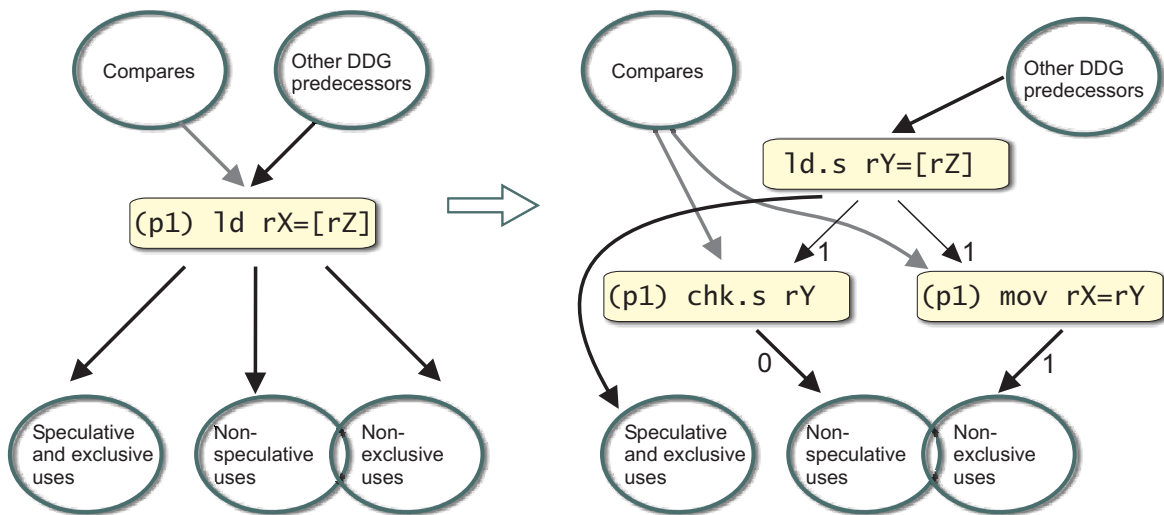 Compares
Other DDG
predecessors
(p1) ld rX=[rZ]
Speculative
and exclusive
uses
Non-
speculative
uses
Non-
exclusive
uses
Compares
Other DDG
predecessors
ld.s rY=[rZ]
1
1
(p1) chk.s rY
(p1) mov rX=rY
0
1
Speculative
and exclusive
uses
Non-
speculative
uses
Non-
exclusive
uses